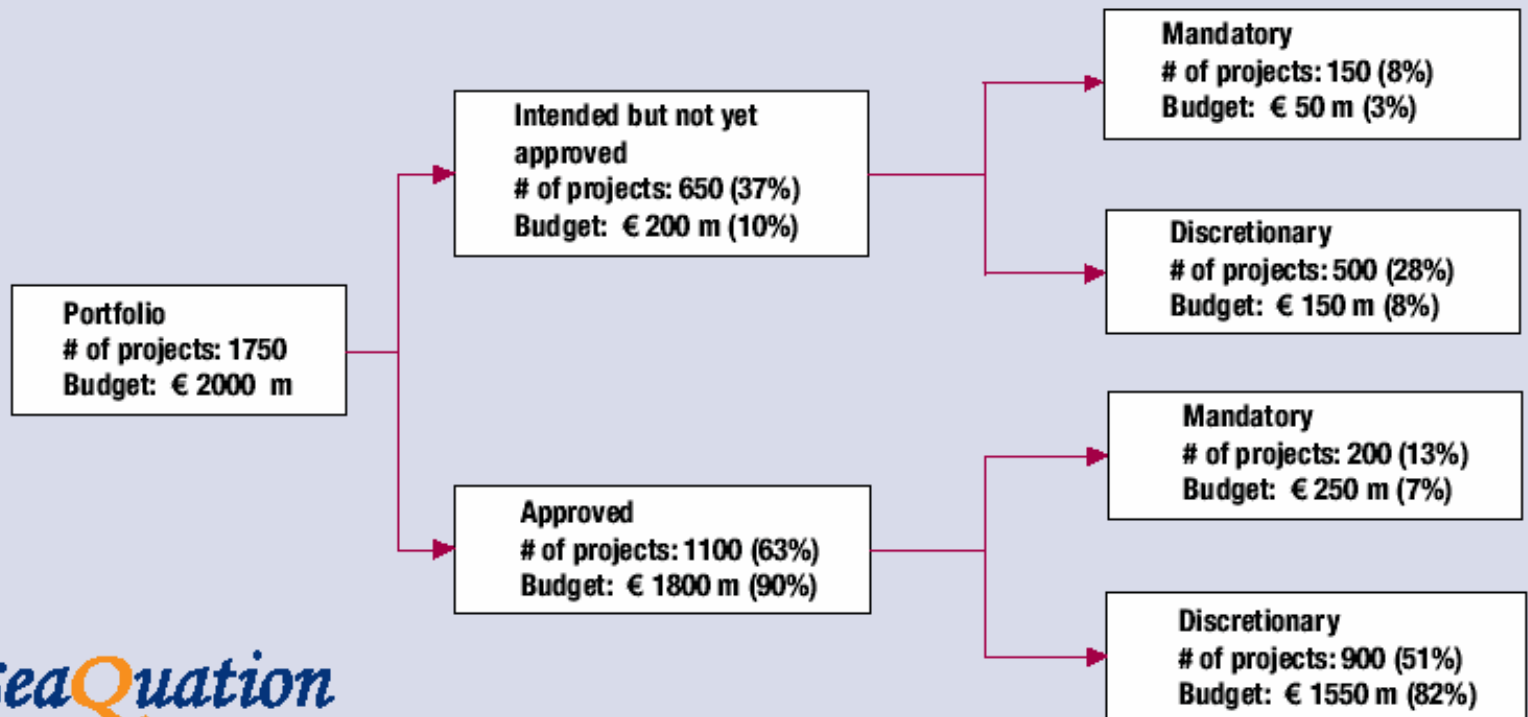 Portfolio
# of projects: 1750
Budget: € 2000 m
Intended but not yet
approved
# of projects: 650 (37%)
Budget: € 200 m (10%)
Approved
# of projects: 1100 (63%)
Budget: € 1800 m (90%)
Mandatory
# of projects: 150 (8%)
Budget: € 50 m (3%)
Discretionary
# of projects: 500 (28%)
Budget: € 150 m (8%)
Mandatory
# of projects: 200 (13%)
Budget: € 250 m (7%)
Discretionary
# of projects: 900 (51%)
Budget: € 1550 m (82%)
SeaQuation